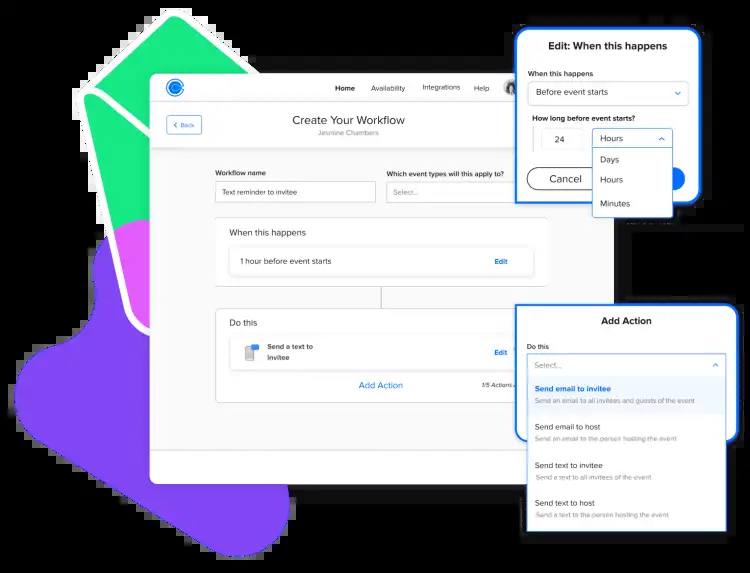 Home Availability Integrations Help
< Back
Create Your Workflow
Jasmine Chambers
Workflow name
Text reminder to invitee
Which event types will this apply to?
Select...
When this happens
1 hour before event starts
Edit
Do this
Send a text to
invitee
Edit
Add Action
1/5 Actions
Edit: When this happens
When this happens
Before event starts
How long before event starts?
24
Hours
Days
Hours
Minutes
Cancel
Add Action
Do this
Select...
Send email to invitee
Send an email to all invitees and guests of the event
Send email to host
Send an email to the person hosting the event
Send text to invitee
Send a text to all invitees of the event
Send text to host
Send a text to the person hosting the event